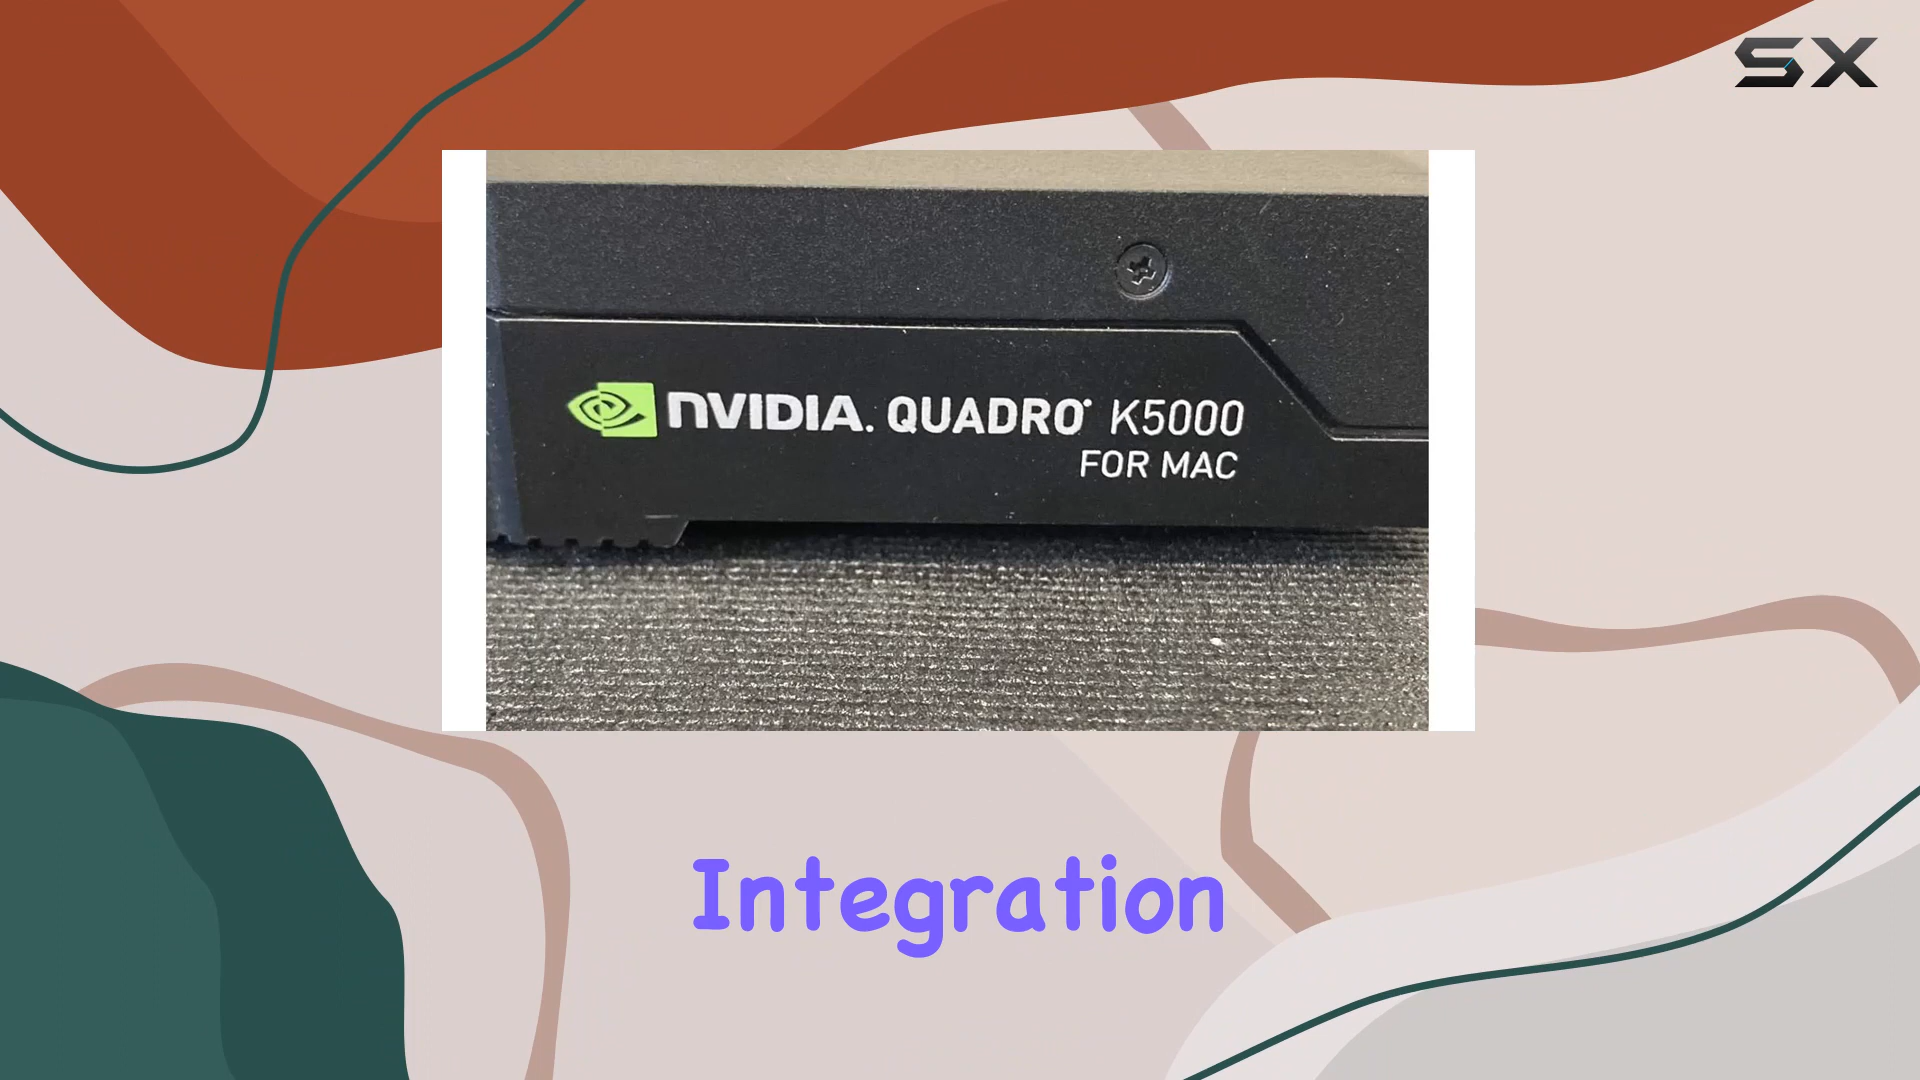 SX
NVIDIA. QUADRO K5000
FOR MAC
Integration